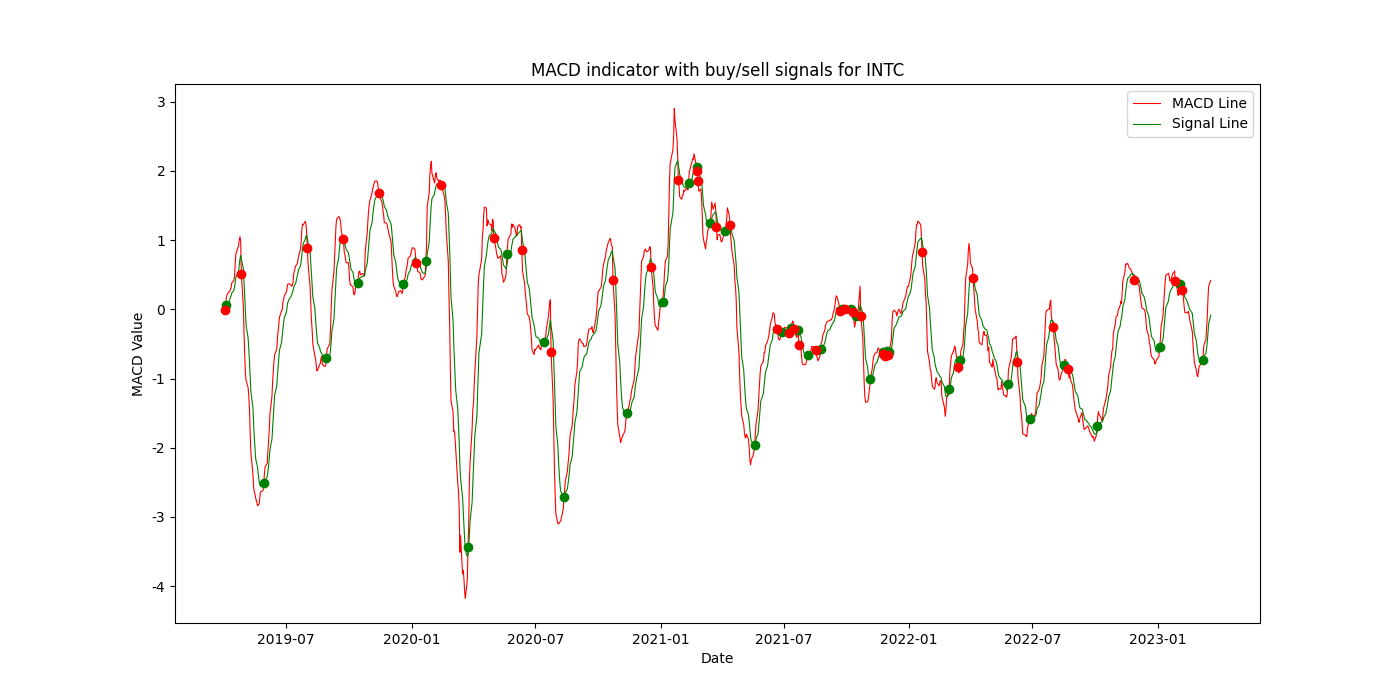 MACD indicator with buy/sell signals for INTC
MACD Line
Signal Line
3
2
1
0
-1
-2
-3
-4
MACD Value
2019-07 2020-01 2020-07 2021-01 2021-07 2022-01 2022-07 2023-01
Date